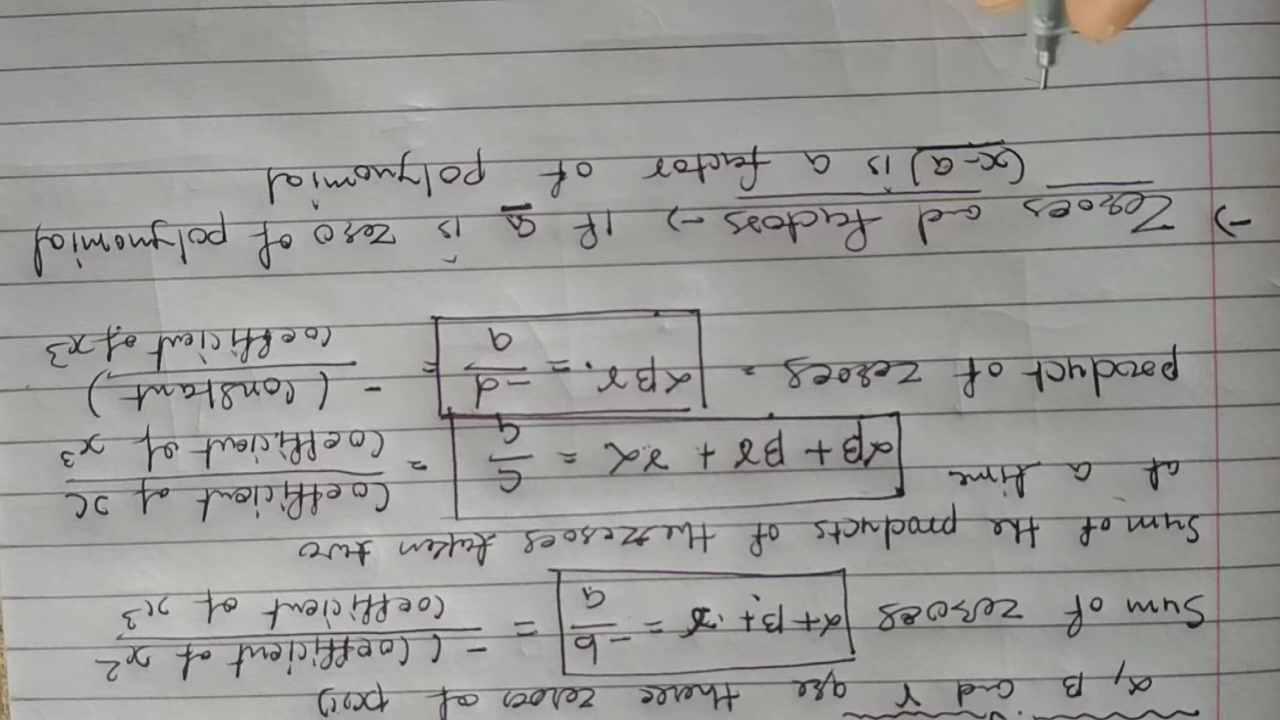 α, β and γ are theree zeroes of p(x)
Sum of zeroes α+β+γ = -b/a = -(Coefficient of x²)/Coefficient of x³
Sum of the products of the zeroes taken two
at a time αβ + βγ + γα = c/a = Coefficient of x/Coefficient of x³
product of zeroes = αβγ = -d/a = -(Constant)/Coefficient of x³
→ Zeroes and factors → If a is zero of polynomial
(x-a) is a factor of polynomial